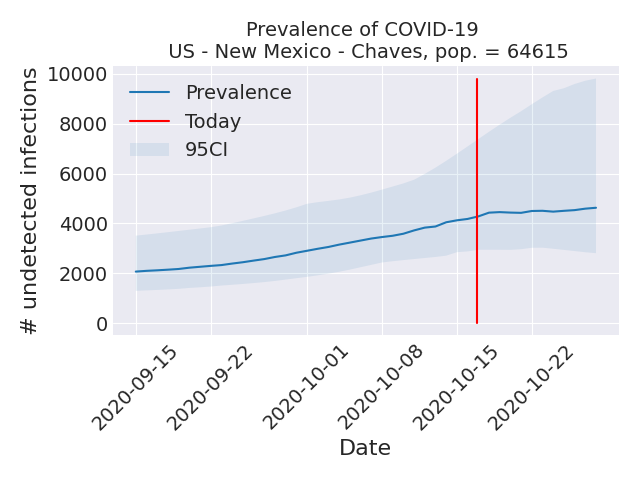 Prevalence of COVID-19
US - New Mexico - Chaves, pop. = 64615
# undetected infections
10000
8000
6000
4000
2000
0
Prevalence
Today
95CI
2020-09-15
2020-09-22
2020-10-01
2020-10-08
2020-10-15
2020-10-22
Date